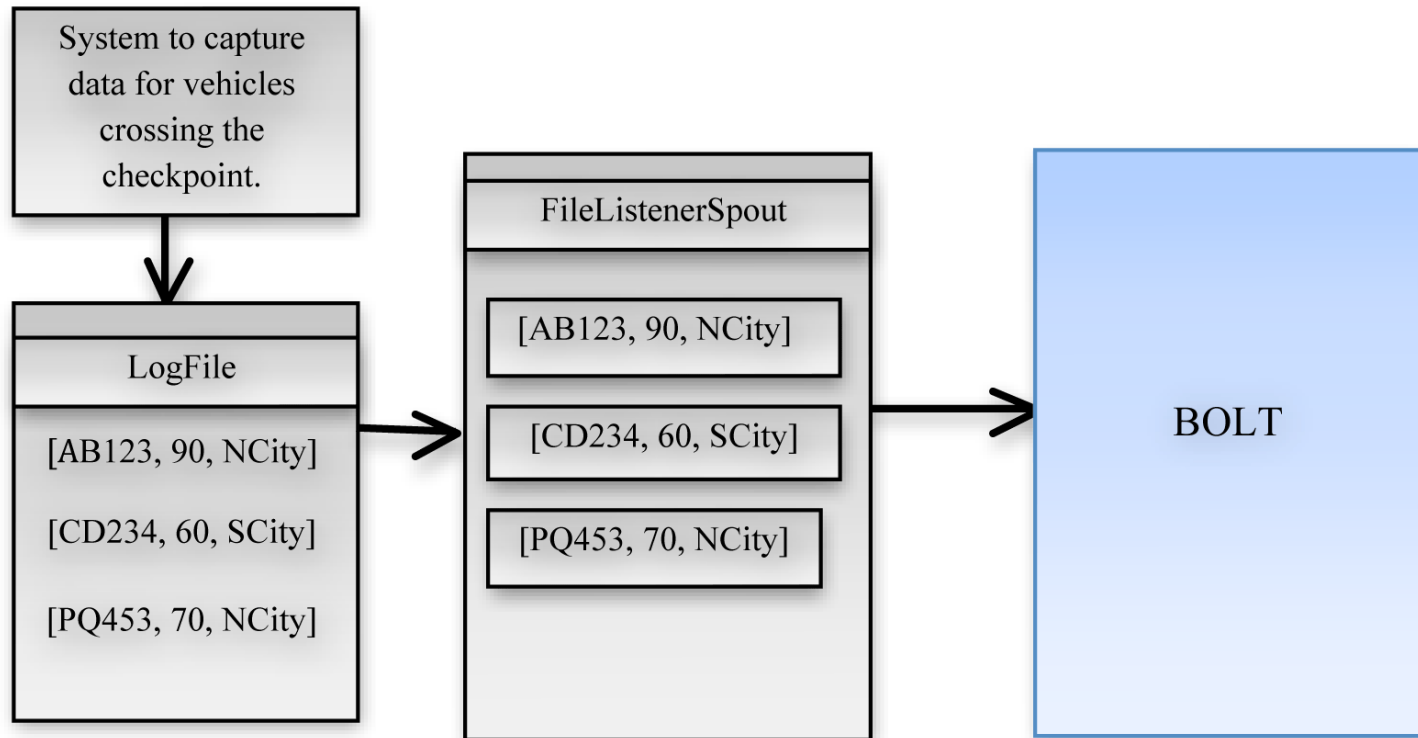 System to capture
data for vehicles
crossing the
checkpoint.
LogFile
[AB123, 90, NCity]
[CD234, 60, SCity]
[PQ453, 70, NCity]
FileListenerSpout
[AB123, 90, NCity]
[CD234, 60, SCity]
[PQ453, 70, NCity]
BOLT